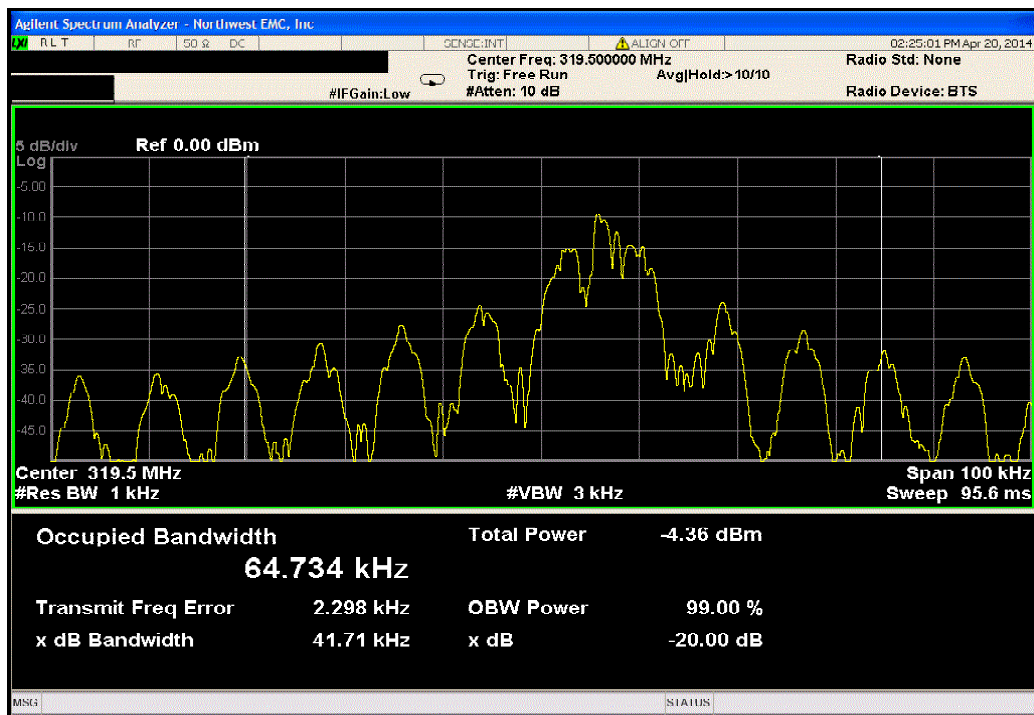 Agilent Spectrum Analyzer - Northwest EMC, Inc
LXI RLT RF 50 Ω DC SENSE:INT ALIGN OFF 02:25:01 PM Apr 20, 2014
Center Freq: 319.500000 MHz Radio Std: None
Trig: Free Run Avg|Hold:>10/10
#IFGain:Low #Atten: 10 dB Radio Device: BTS
5 dB/div Ref 0.00 dBm
Log
-5.00
-10.0
-15.0
-20.0
-25.0
-30.0
-35.0
-40.0
-45.0
Center 319.5 MHz Span 100 kHz
#Res BW 1 kHz #VBW 3 kHz Sweep 95.6 ms
Occupied Bandwidth Total Power -4.36 dBm
64.734 kHz
Transmit Freq Error 2.298 kHz OBW Power 99.00 %
x dB Bandwidth 41.71 kHz x dB -20.00 dB
MSG STATUS